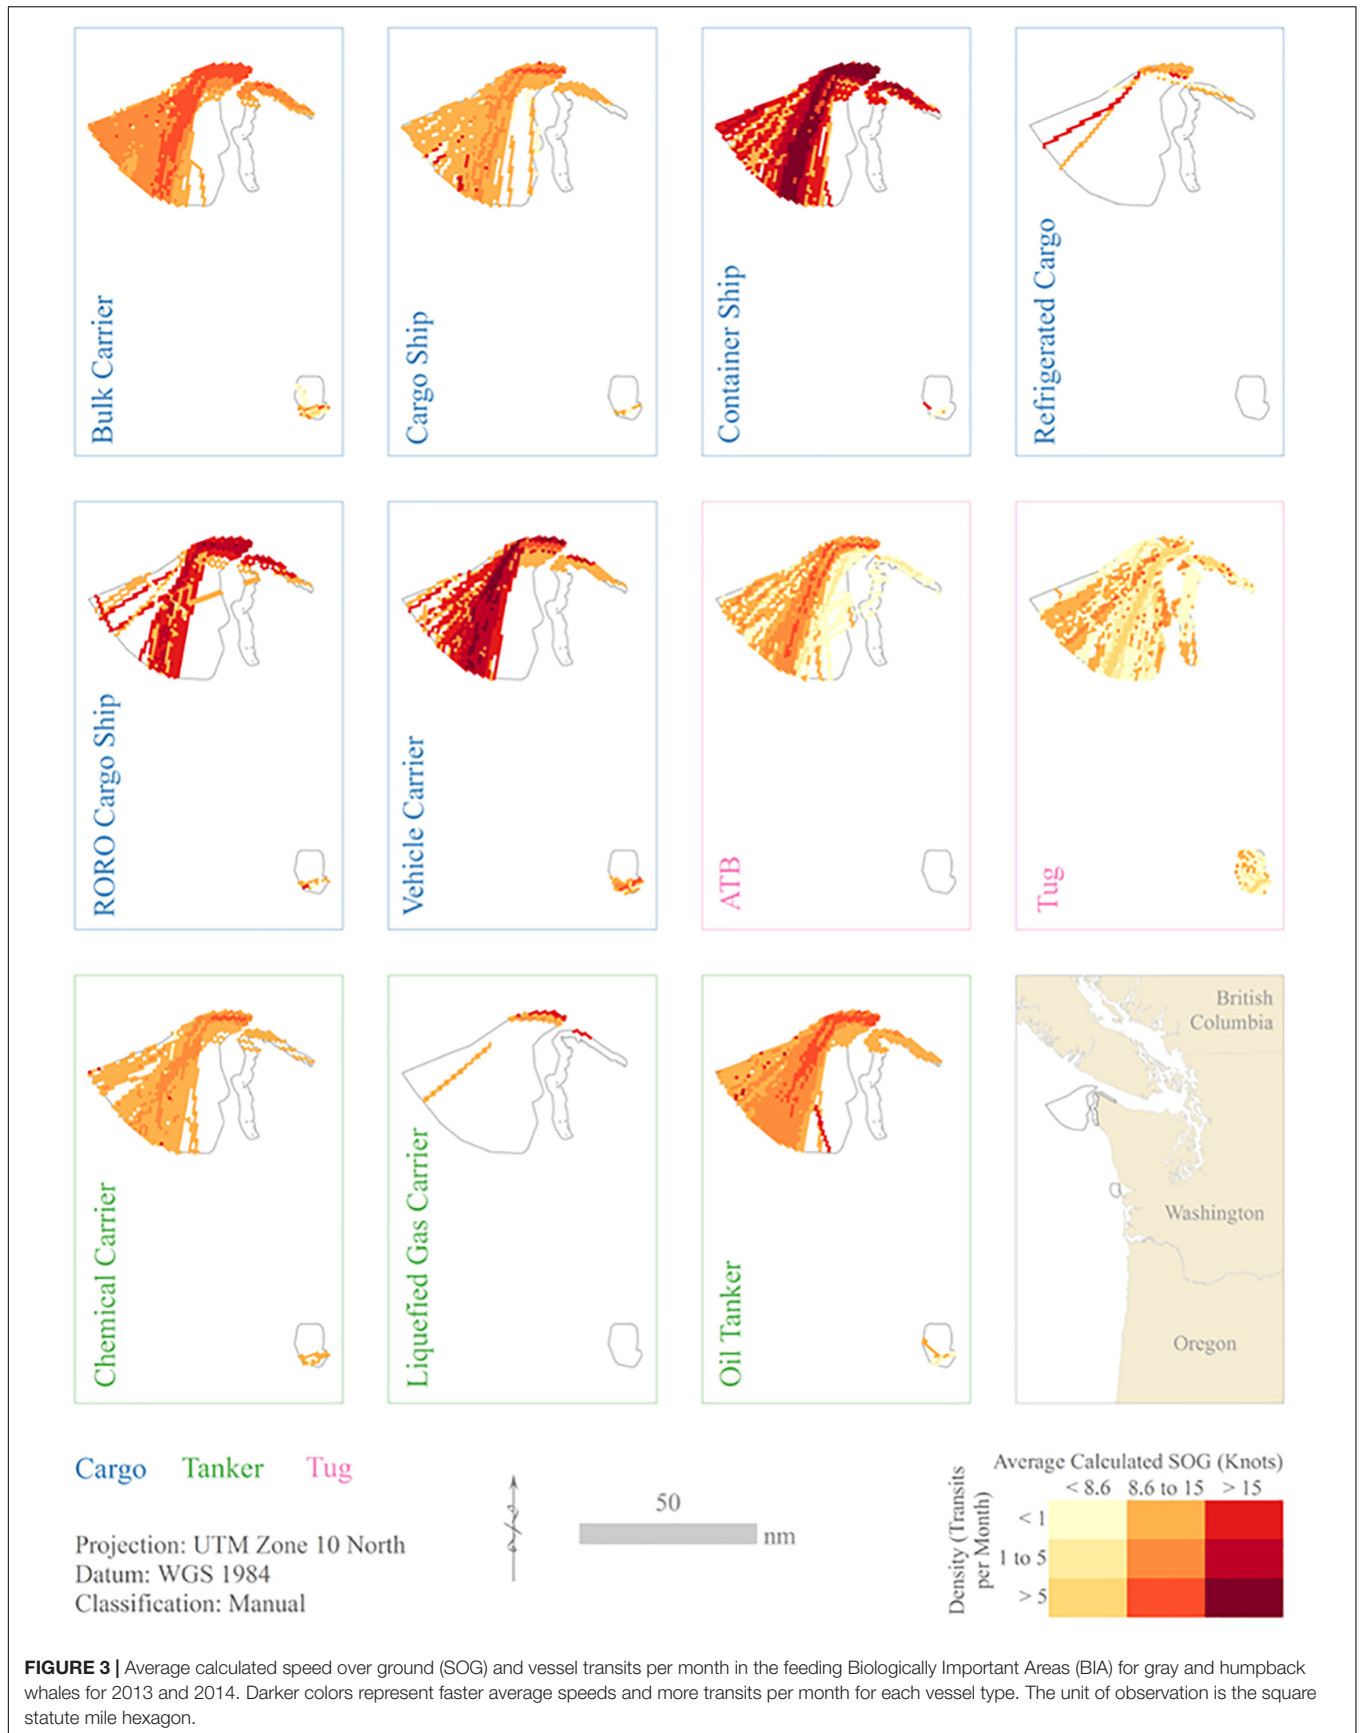 Bulk Carrier
Cargo Ship
Container Ship
Refrigerated Cargo
RORO Cargo Ship
Vehicle Carrier
ATB
Tug
Chemical Carrier
Liquefied Gas Carrier
Oil Tanker
British
Columbia
Washington
Oregon
Cargo Tanker Tug
Projection: UTM Zone 10 North
Datum: WGS 1984
Classification: Manual
50
nm
Average Calculated SOG (Knots)
< 8.6 8.6 to 15 > 15
Density (Transits
per Month)
< 1
1 to 5
> 5
FIGURE 3 | Average calculated speed over ground (SOG) and vessel transits per month in the feeding Biologically Important Areas (BIA) for gray and humpback
whales for 2013 and 2014. Darker colors represent faster average speeds and more transits per month for each vessel type. The unit of observation is the square
statute mile hexagon.